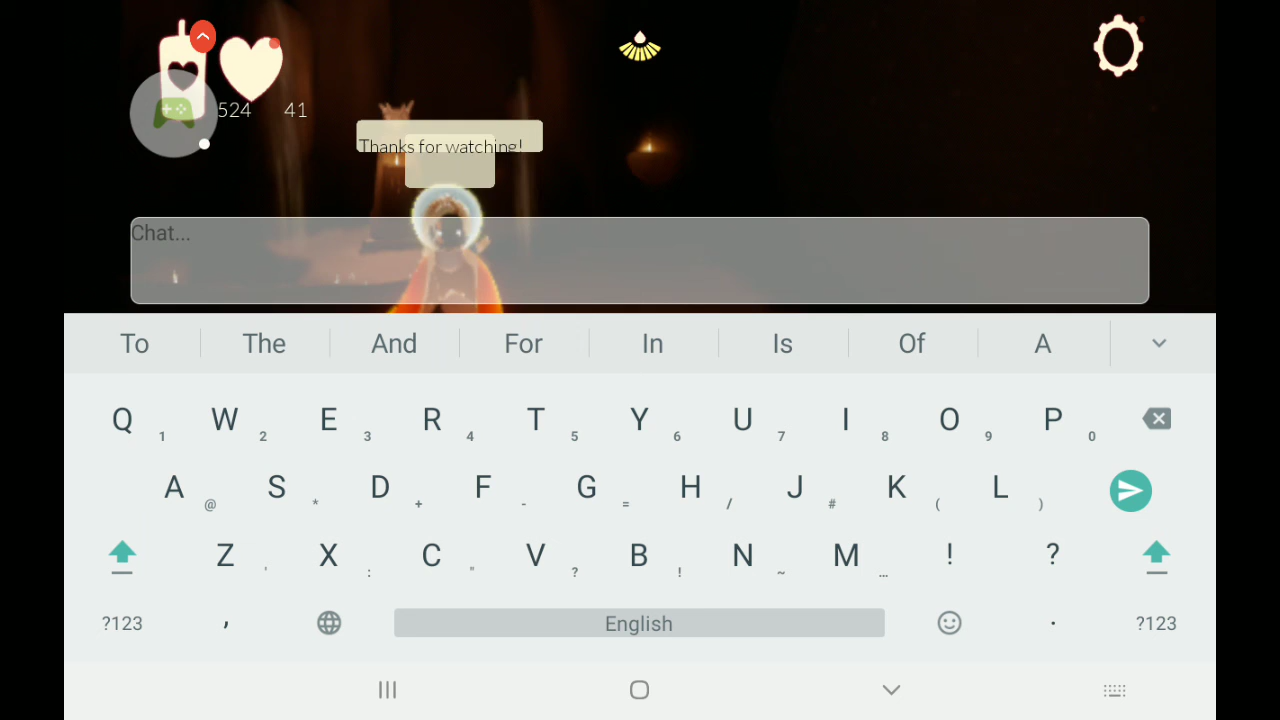 524 41
Thanks for watching!
Chat...
To The And For In Is Of A
Q 1 W 2 E 3 R 4 T 5 Y 6 U 7 I 8 O 9 P 0
A @ S * D + F - G = H / J # K ( L )
Z ' X : C " V ? B ! N ~ M ... ! ?
?123 , English . ?123